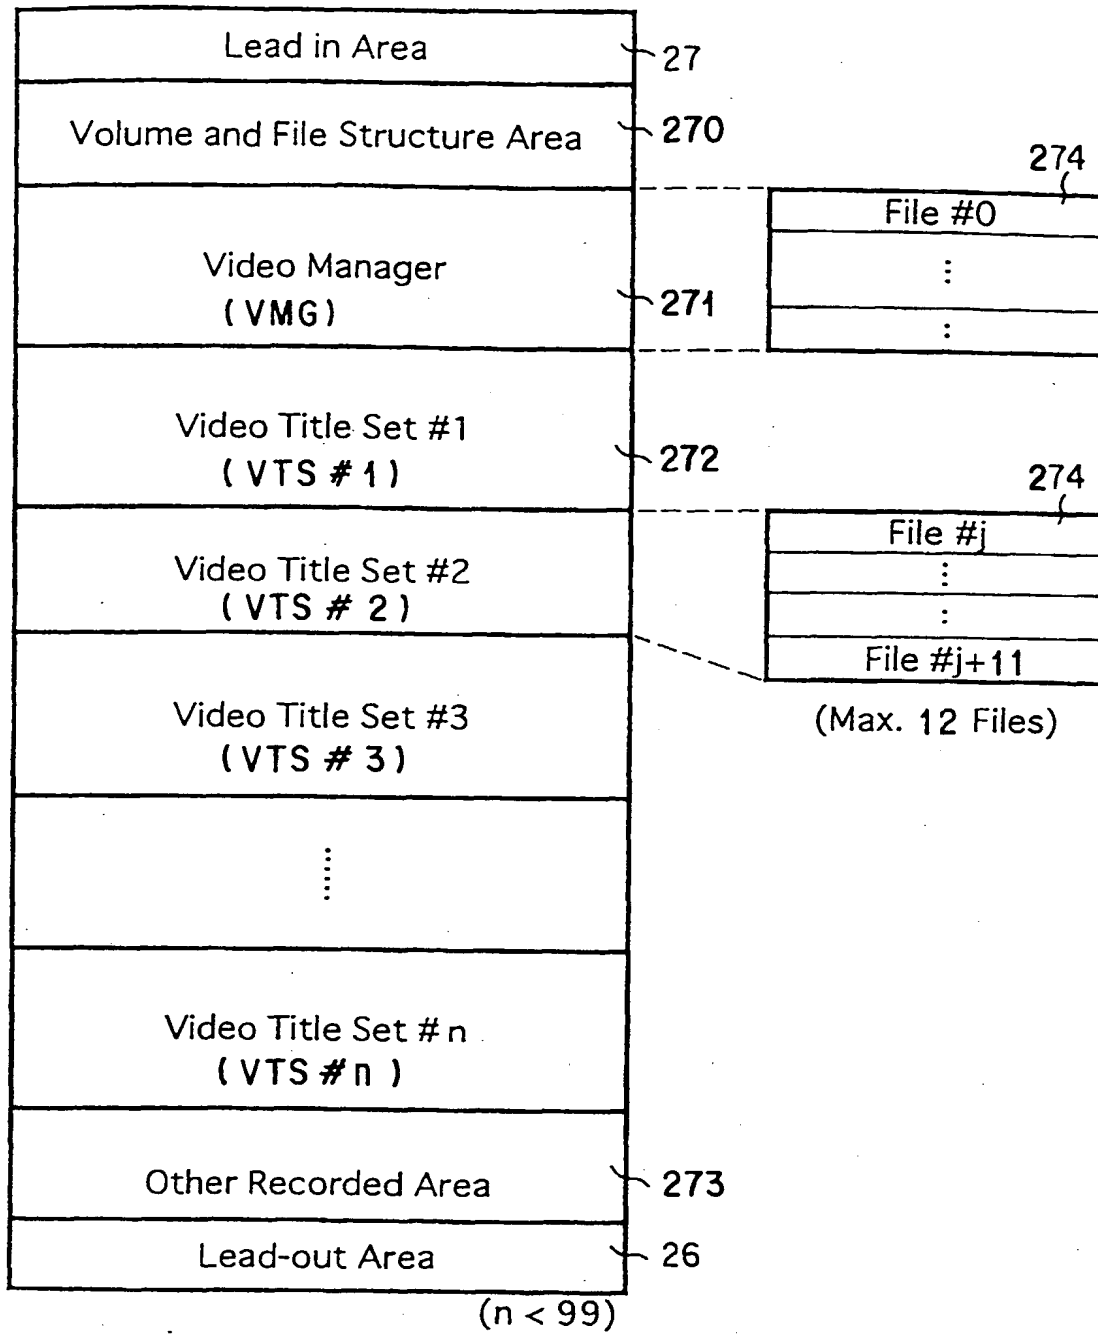 Lead in Area
27
Volume and File Structure Area
270
Video Manager
(VMG)
271
274
File #0
⋮
:
Video Title Set #1
(VTS #1)
272
Video Title Set #2
(VTS # 2)
274
File #j
⋮
:
File #j+11
(Max. 12 Files)
Video Title Set #3
(VTS # 3)
Video Title Set #n
(VTS #n)
Other Recorded Area
273
Lead-out Area
26
(n < 99)